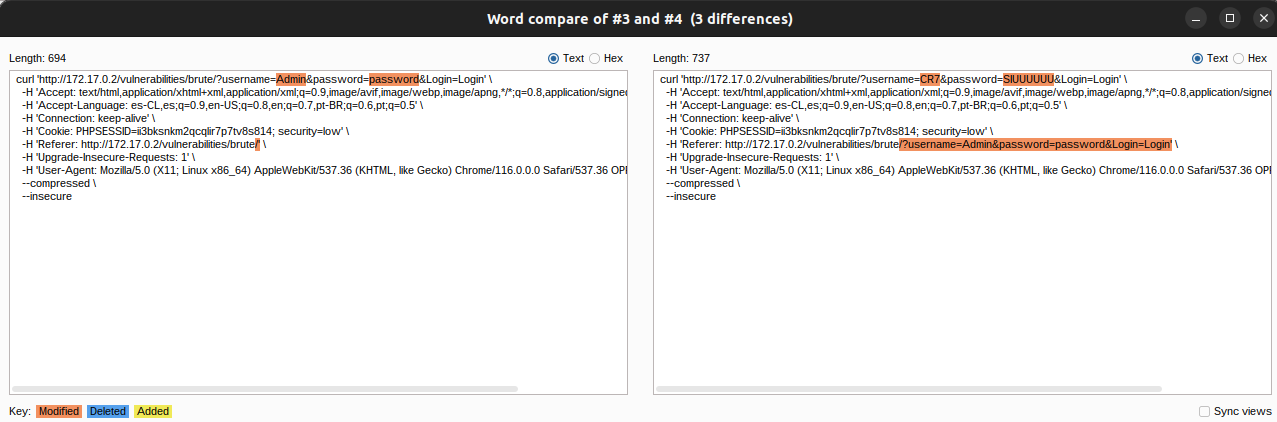 Word compare of #3 and #4 (3 differences)
Length: 694
Text Hex
curl 'http://172.17.0.2/vulnerabilities/brute/?username=Admin&password=password&Login=Login' \
-H 'Accept: text/html,application/xhtml+xml,application/xml;q=0.9,image/avif,image/webp,image/apng,*/*;q=0.8,application/signed
-H 'Accept-Language: es-CL,es;q=0.9,en-US;q=0.8,en;q=0.7,pt-BR;q=0.6,pt;q=0.5' \
-H 'Connection: keep-alive' \
-H 'Cookie: PHPSESSID=ii3bksnkm2qcqlir7p7tv8s814; security=low' \
-H 'Referer: http://172.17.0.2/vulnerabilities/brute/' \
-H 'Upgrade-Insecure-Requests: 1' \
-H 'User-Agent: Mozilla/5.0 (X11; Linux x86_64) AppleWebKit/537.36 (KHTML, like Gecko) Chrome/116.0.0.0 Safari/537.36 OP
--compressed \
--insecure
Length: 737
Text Hex
curl 'http://172.17.0.2/vulnerabilities/brute/?username=CR7&password=SIUUUUUU&Login=Login' \
-H 'Accept: text/html,application/xhtml+xml,application/xml;q=0.9,image/avif,image/webp,image/apng,*/*;q=0.8,application/signed
-H 'Accept-Language: es-CL,es;q=0.9,en-US;q=0.8,en;q=0.7,pt-BR;q=0.6,pt;q=0.5' \
-H 'Connection: keep-alive' \
-H 'Cookie: PHPSESSID=ii3bksnkm2qcqlir7p7tv8s814; security=low' \
-H 'Referer: http://172.17.0.2/vulnerabilities/brute/?username=Admin&password=password&Login=Login' \
-H 'Upgrade-Insecure-Requests: 1' \
-H 'User-Agent: Mozilla/5.0 (X11; Linux x86_64) AppleWebKit/537.36 (KHTML, like Gecko) Chrome/116.0.0.0 Safari/537.36 OP
--compressed \
--insecure
Key: Modified Deleted Added
Sync views